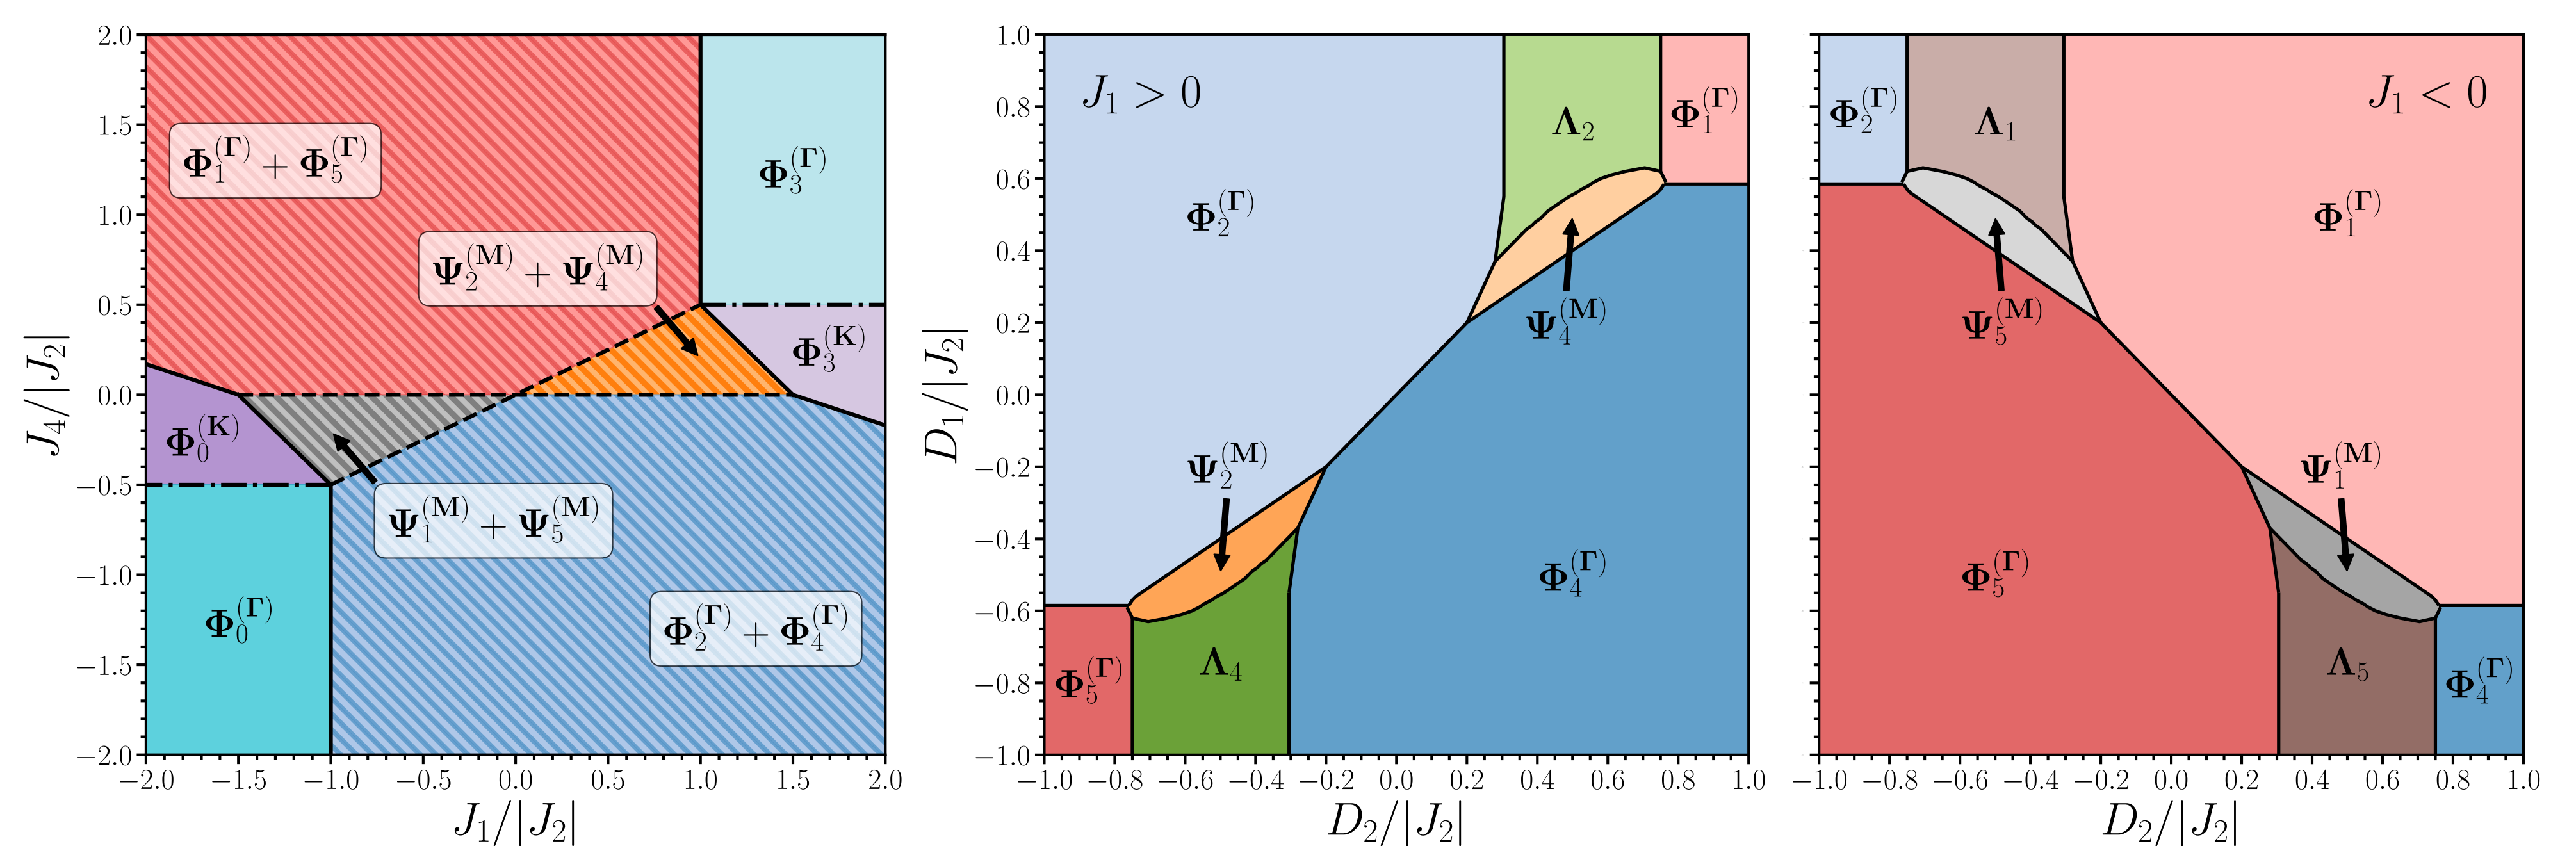 2.0
1.5
1.0
0.5
0.0
−0.5
−1.0
−1.5
−2.0
J₄/|J₂|
−2.0 −1.5 −1.0 −0.5 0.0 0.5 1.0 1.5 2.0
J₁/|J₂|
Φ₁^(Γ) + Φ₅^(Γ)
Φ₃^(Γ)
Ψ₂^(M) + Ψ₄^(M)
Φ₃^(K)
Φ₀^(K)
Ψ₁^(M) + Ψ₅^(M)
Φ₀^(Γ)
Φ₂^(Γ) + Φ₄^(Γ)
1.0
0.8
0.6
0.4
0.2
0.0
−0.2
−0.4
−0.6
−0.8
−1.0
D₁/|J₂|
−1.0 −0.8 −0.6 −0.4 −0.2 0.0 0.2 0.4 0.6 0.8 1.0
D₂/|J₂|
J₁ > 0
Λ₂
Φ₁^(Γ)
Φ₂^(Γ)
Ψ₄^(M)
Ψ₂^(M)
Φ₄^(Γ)
Φ₅^(Γ)
Λ₄
−1.0 −0.8 −0.6 −0.4 −0.2 0.0 0.2 0.4 0.6 0.8 1.0
D₂/|J₂|
J₁ < 0
Φ₂^(Γ)
Λ₁
Φ₁^(Γ)
Ψ₅^(M)
Ψ₁^(M)
Φ₅^(Γ)
Λ₅
Φ₄^(Γ)